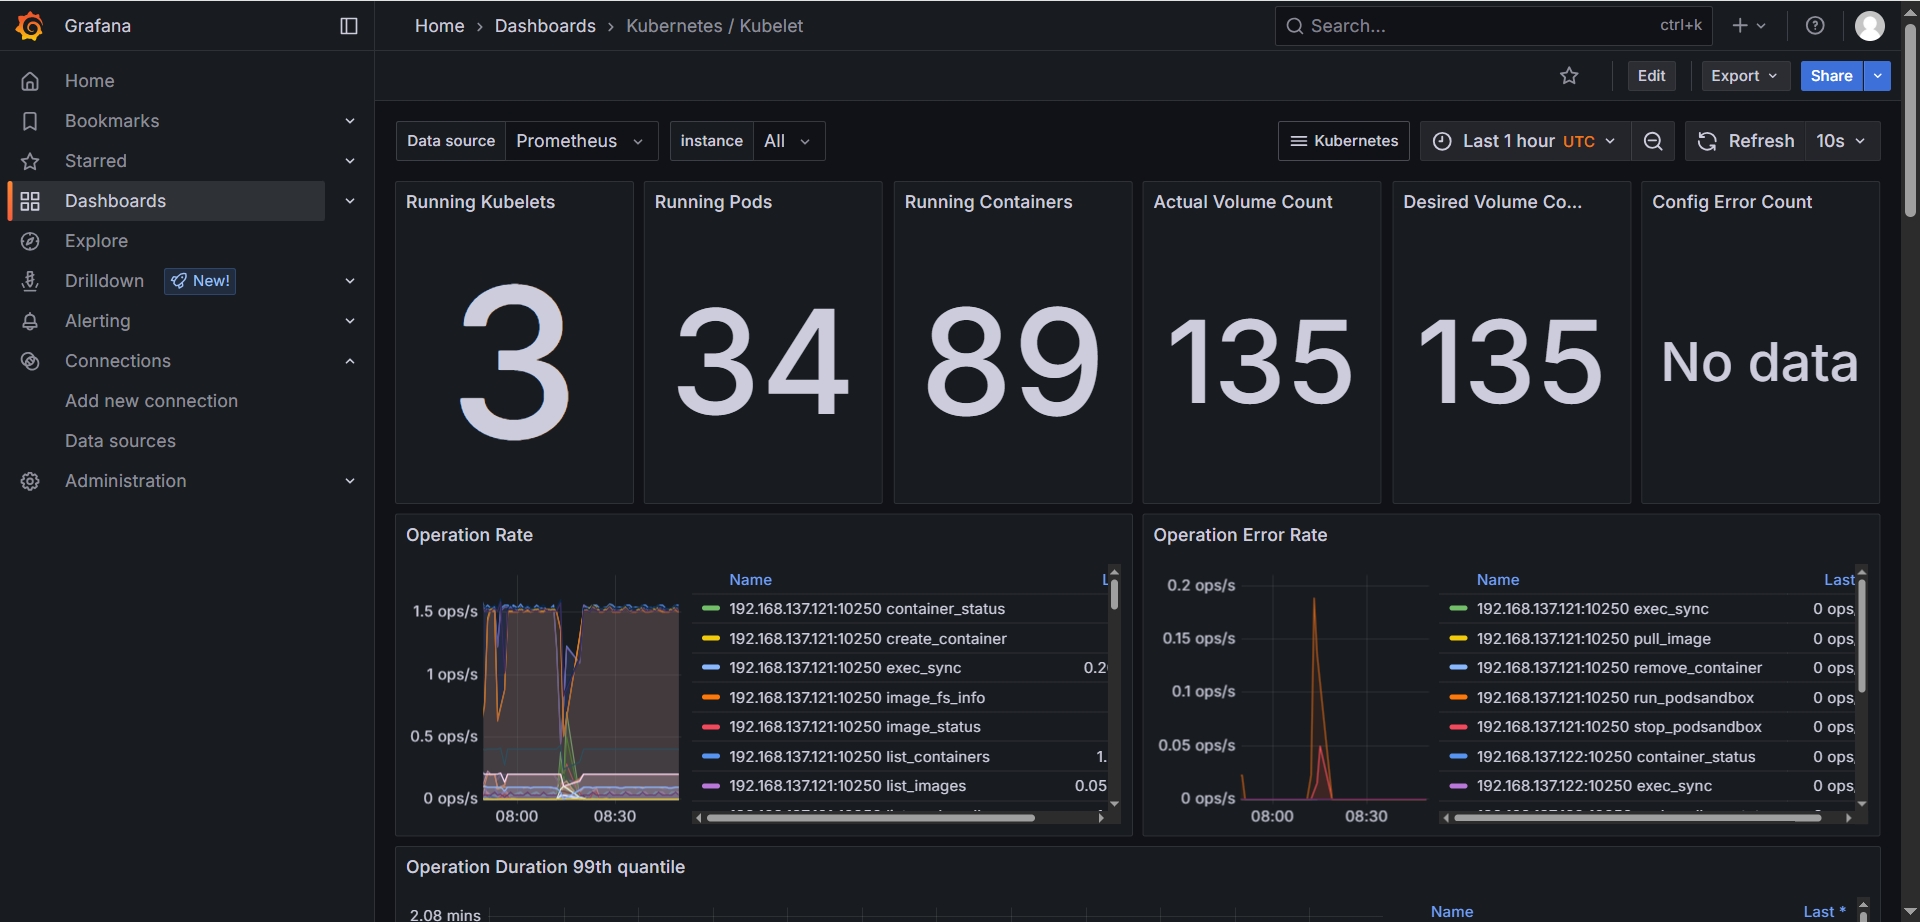 Grafana
Home › Dashboards › Kubernetes / Kubelet
Search... ctrl+k
Home
Bookmarks
Starred
Dashboards
Explore
Drilldown New!
Alerting
Connections
Add new connection
Data sources
Administration
Edit Export Share
Data source Prometheus instance All
Kubernetes Last 1 hour UTC Refresh 10s
Running Kubelets
3
Running Pods
34
Running Containers
89
Actual Volume Count
135
Desired Volume Co...
135
Config Error Count
No data
Operation Rate
1.5 ops/s
1 ops/s
0.5 ops/s
0 ops/s
08:00 08:30
Name
192.168.137.121:10250 container_status
192.168.137.121:10250 create_container
192.168.137.121:10250 exec_sync
192.168.137.121:10250 image_fs_info
192.168.137.121:10250 image_status
192.168.137.121:10250 list_containers 1.
192.168.137.121:10250 list_images 0.05
Operation Error Rate
0.2 ops/s
0.15 ops/s
0.1 ops/s
0.05 ops/s
0 ops/s
08:00 08:30
Name Last
192.168.137.121:10250 exec_sync 0 ops
192.168.137.121:10250 pull_image 0 ops
192.168.137.121:10250 remove_container 0 ops
192.168.137.121:10250 run_podsandbox 0 ops
192.168.137.121:10250 stop_podsandbox 0 ops
192.168.137.122:10250 container_status 0 ops
192.168.137.122:10250 exec_sync 0 ops
Operation Duration 99th quantile
2.08 mins
Name Last *